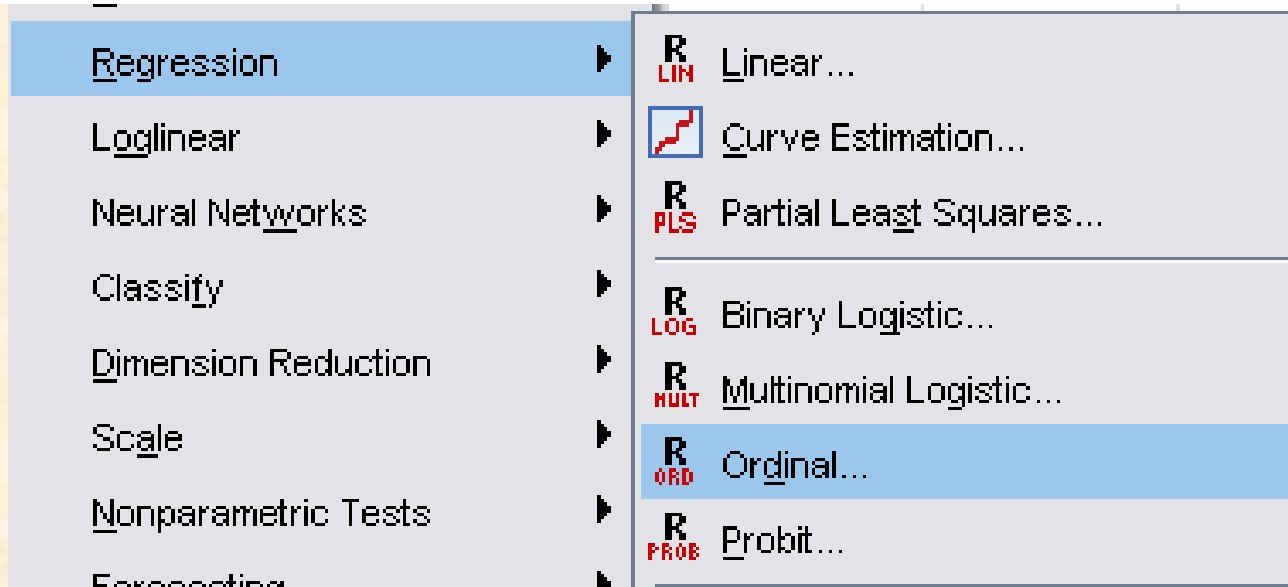 Regression
Loglinear
Neural Networks
Classify
Dimension Reduction
Scale
Nonparametric Tests
Forecasting
R LIN Linear...
Curve Estimation...
R PLS Partial Least Squares...
R LOG Binary Logistic...
R MULT Multinomial Logistic...
R ORD Ordinal...
R PROB Probit...